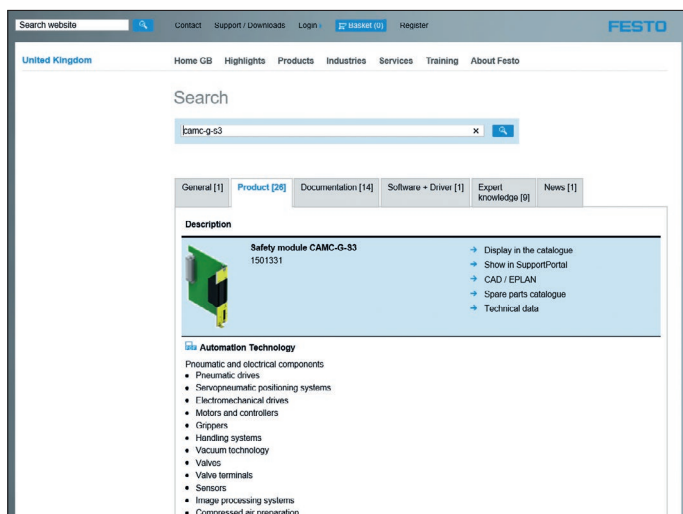 Search website
Contact Support / Downloads Login Basket (0) Register
FESTO
United Kingdom
Home GB Highlights Products Industries Services Training About Festo
Search
camc-g-s3
General [1] Product [26] Documentation [14] Software + Driver [1] Expert knowledge [9] News [1]
Description
Safety module CAMC-G-S3
1501331
Display in the catalogue
Show in SupportPortal
CAD / EPLAN
Spare parts catalogue
Technical data
Automation Technology
Pneumatic and electrical components
Pneumatic drives
Servopneumatic positioning systems
Electromechanical drives
Motors and controllers
Grippers
Handling systems
Vacuum technology
Valves
Valve terminals
Sensors
Image processing systems
Compressed air preparation